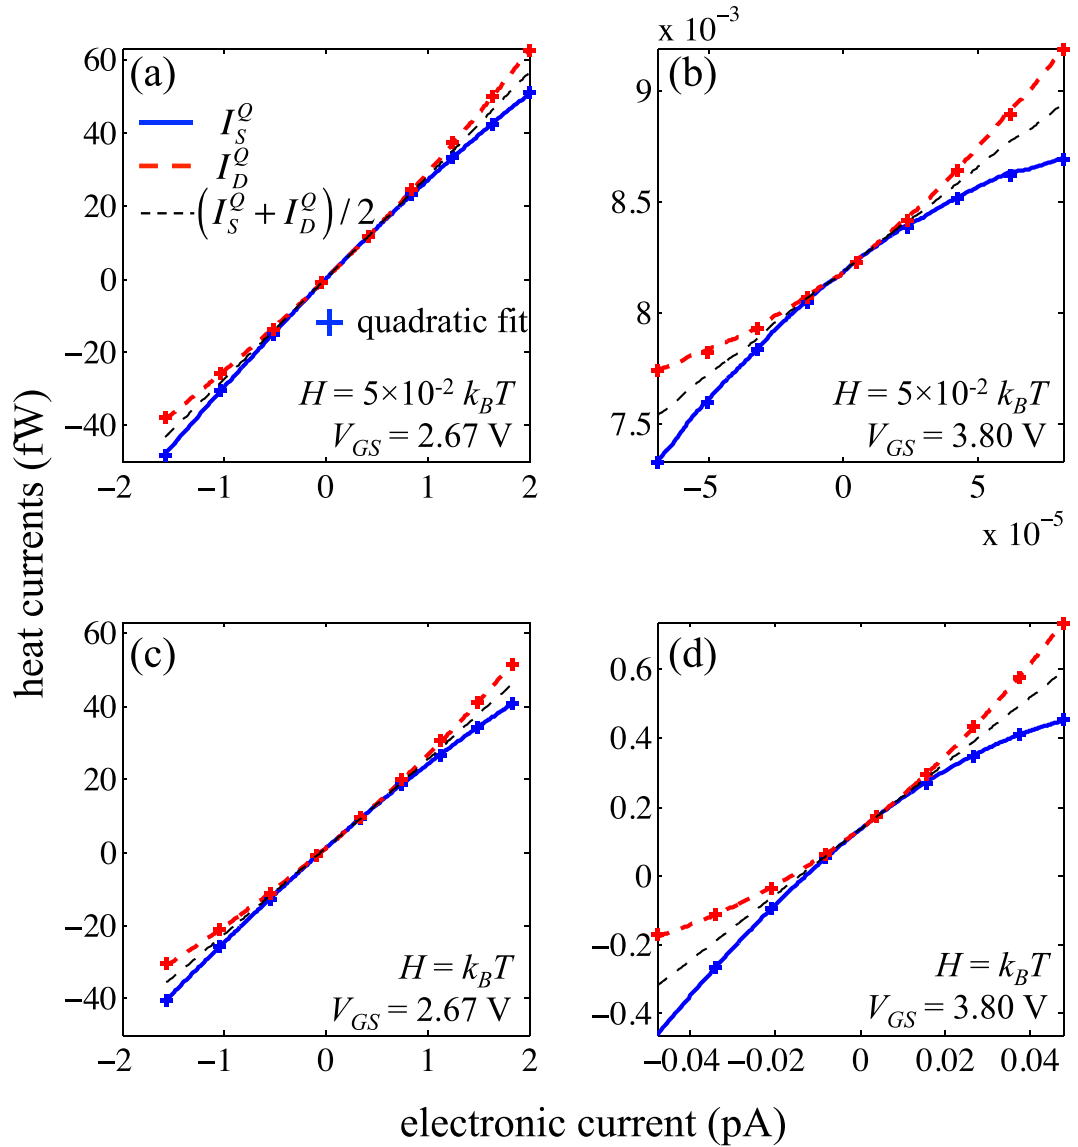 x 10⁻³
(a)
60
40
20
0
−20
−40
−2
−1
0
1
2
I_S^Q
I_D^Q
(I_S^Q + I_D^Q)/2
quadratic fit
H = 5×10⁻² k_BT
V_GS = 2.67 V
(b)
9
8.5
8
7.5
−5
0
5
x 10⁻⁵
H = 5×10⁻² k_BT
V_GS = 3.80 V
heat currents (fW)
(c)
60
40
20
0
−20
−40
−2
−1
0
1
2
H = k_BT
V_GS = 2.67 V
(d)
0.6
0.4
0.2
0
−0.2
−0.4
−0.04
−0.02
0
0.02
0.04
H = k_BT
V_GS = 3.80 V
electronic current (pA)